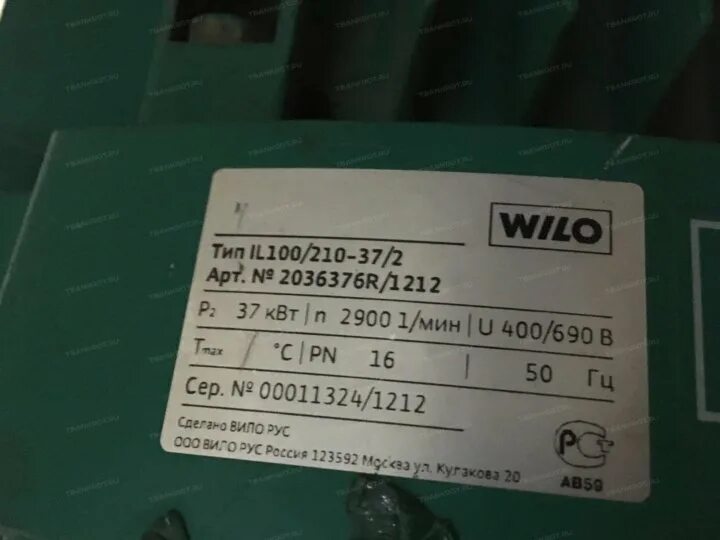 WILO
Тип IL100/210-37/2
Арт. № 2036376R/1212
P₂ 37 кВт | n 2900 1/мин | U 400/690 В
Tmax °C | PN 16 | 50 Гц
Сер. № 00011324/1212
Сделано ВИЛО РУС
ООО ВИЛО РУС Россия 123592 Москва ул. Кулакова 20
АВ59